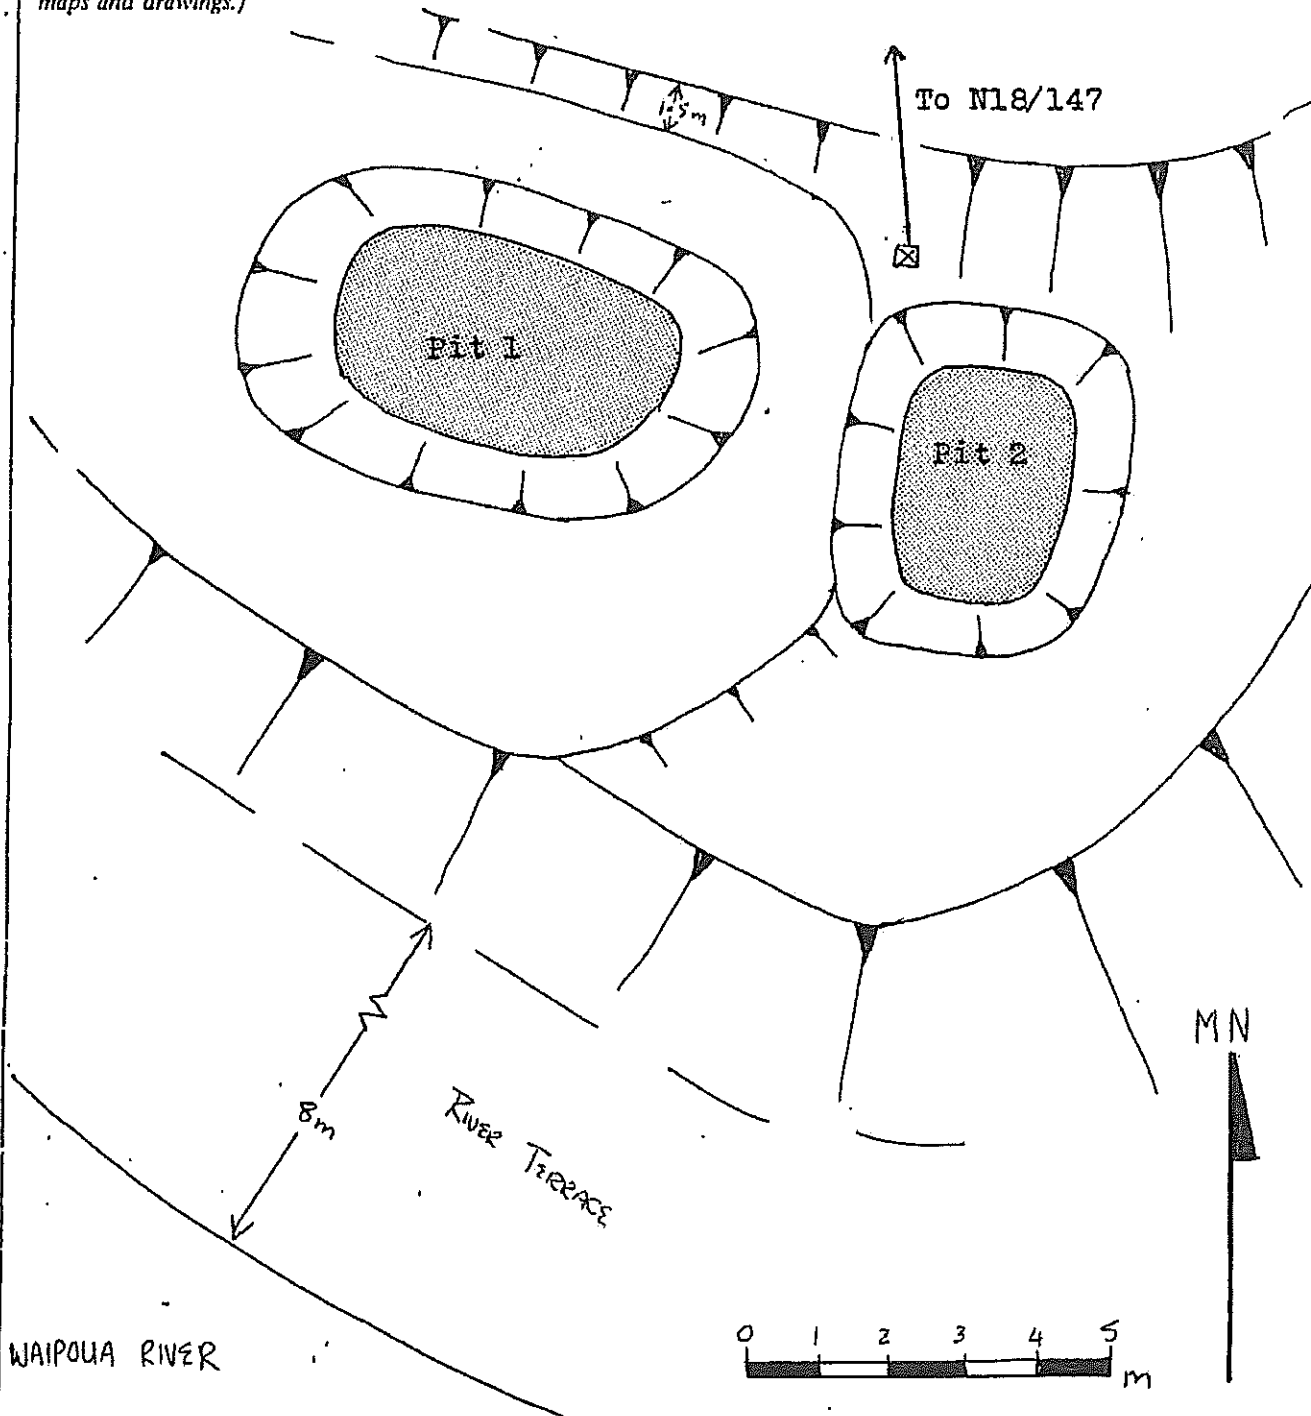 maps and drawings.)
To N18/147
1.5m
Pit 1
Pit 2
MN
8m
RIVER TERRACE
WAIPOUA RIVER
0 1 2 3 4 5
m